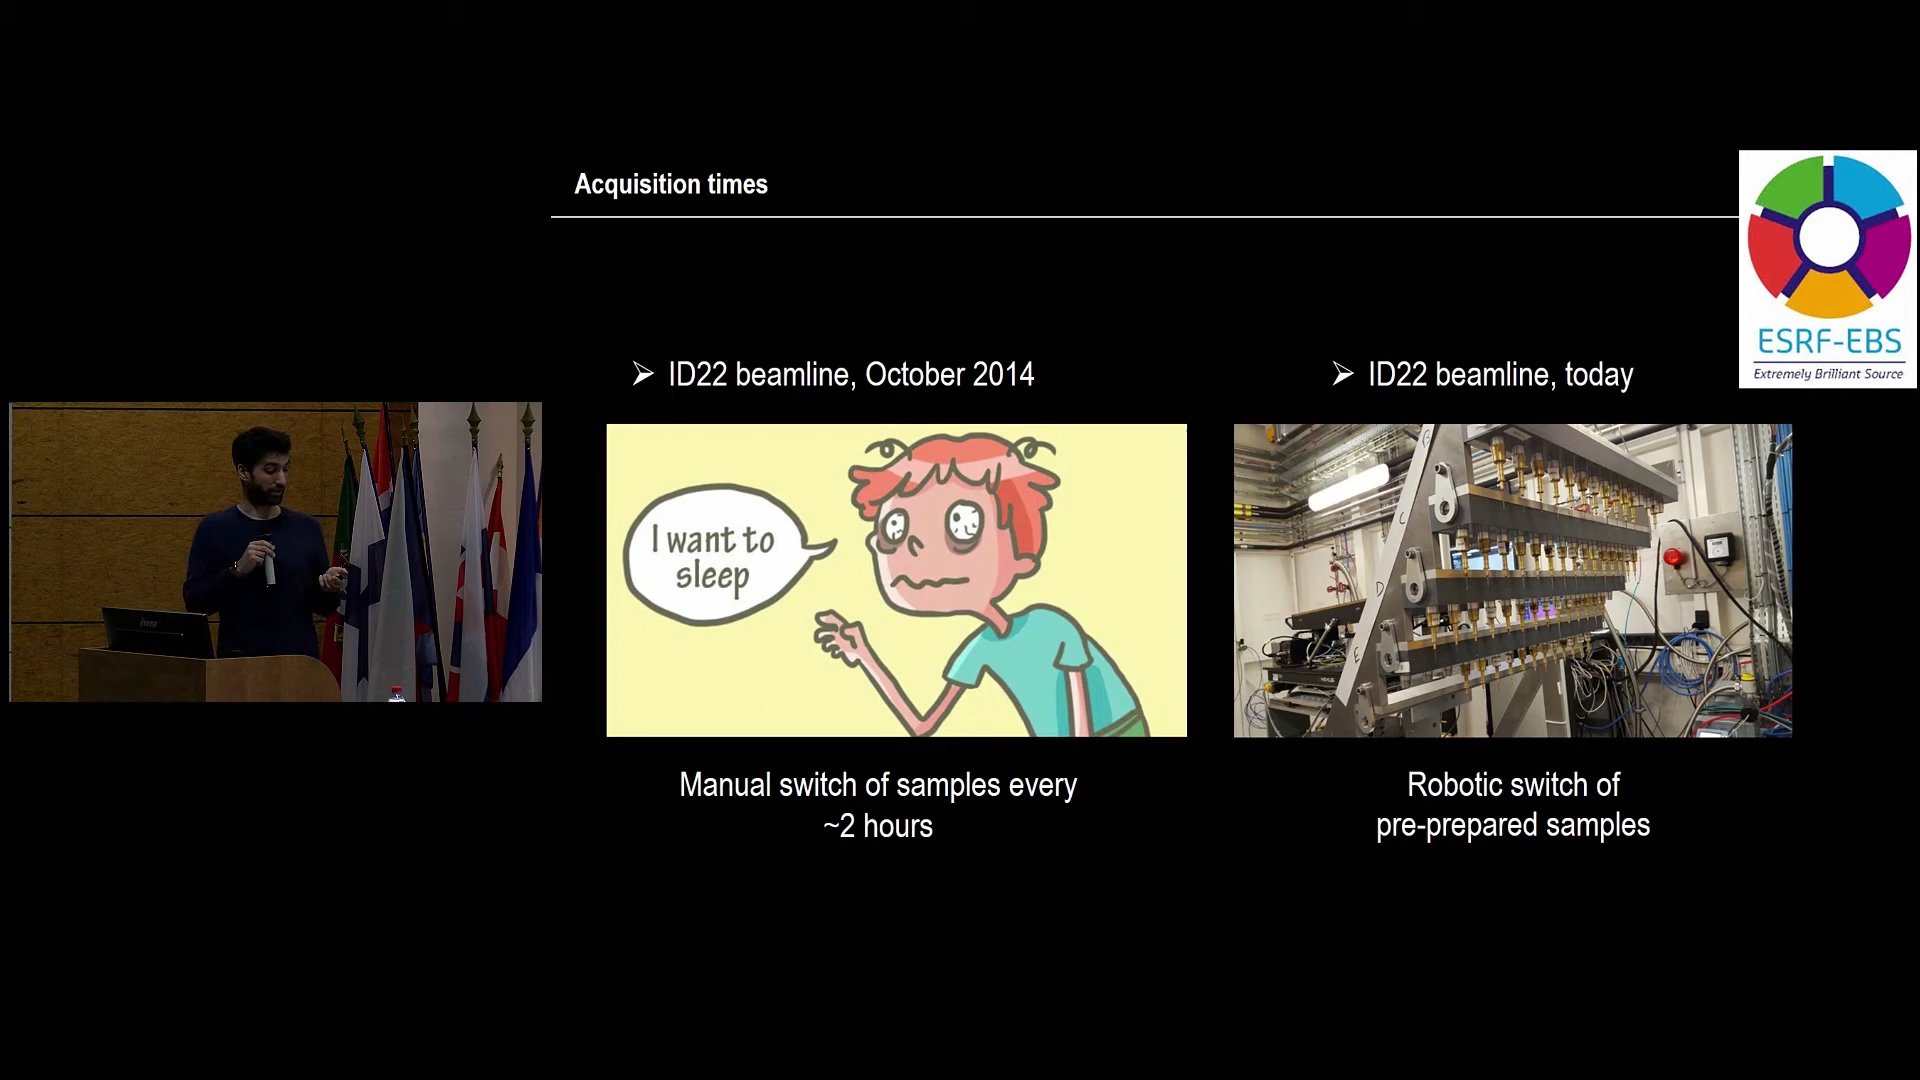 Acquisition times
ESRF-EBS
Extremely Brilliant Source
➢ ID22 beamline, October 2014
I want to
sleep
Manual switch of samples every
~2 hours
➢ ID22 beamline, today
C
D
E
Robotic switch of
pre-prepared samples